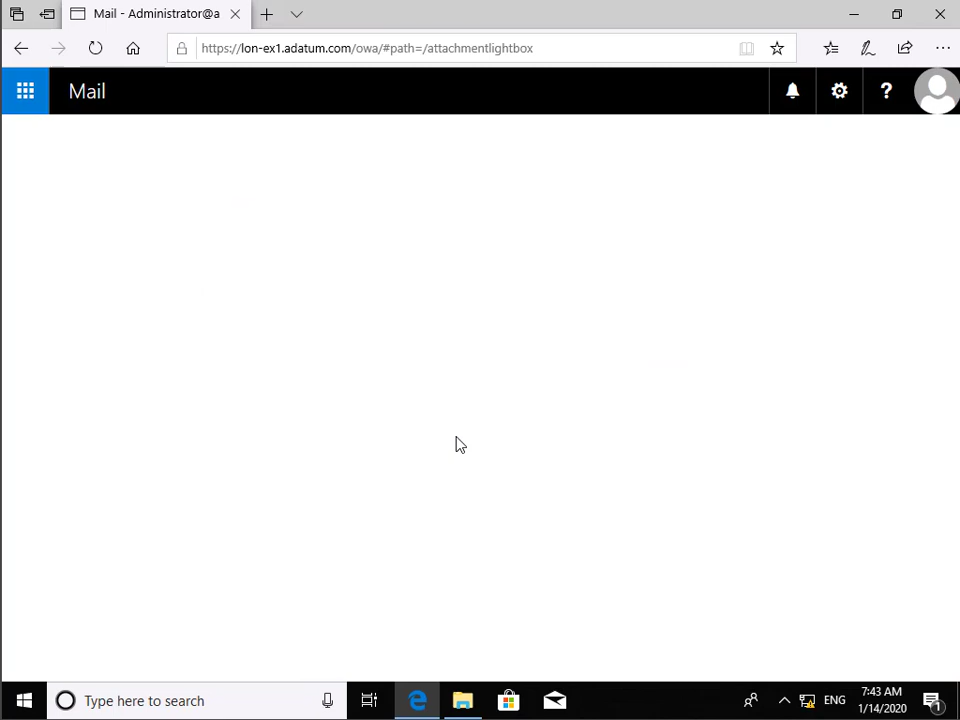 Mail - Administrator@a
https://lon-ex1.adatum.com/owa/#path=/attachmentlightbox
Mail
?
Type here to search
ENG
7:43 AM
1/14/2020
1